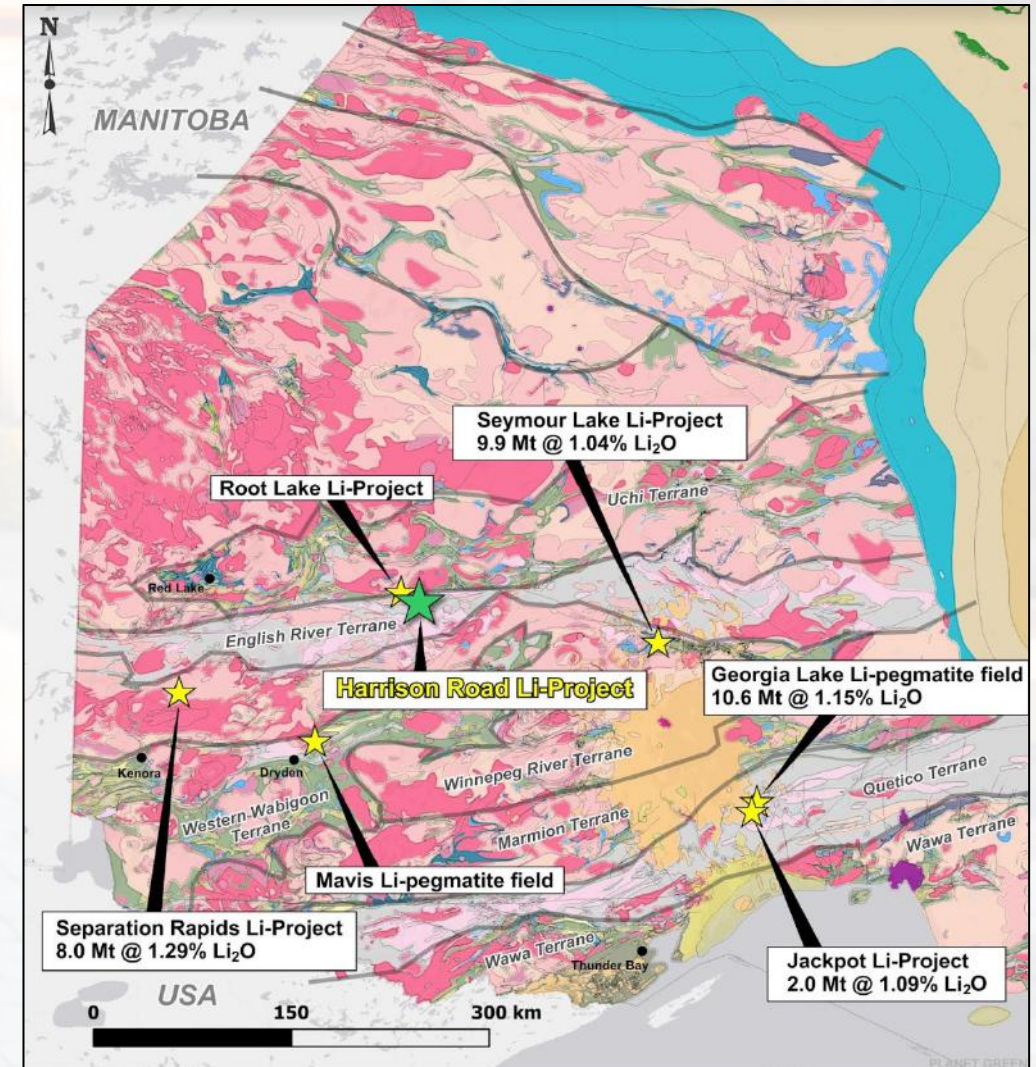 N
MANITOBA
Seymour Lake Li-Project
9.9 Mt @ 1.04% Li₂O
Root Lake Li-Project
Uchi Terrane
Red Lake
English River Terrane
Harrison Road Li-Project
Georgia Lake Li-pegmatite field
10.6 Mt @ 1.15% Li₂O
Kenora
Dryden
Winnepeg River Terrane
Quetico Terrane
Western-Wabigoon
Terrane
Marmion Terrane
Wawa Terrane
Mavis Li-pegmatite field
Separation Rapids Li-Project
8.0 Mt @ 1.29% Li₂O
Wawa Terrane
Thunder Bay
Jackpot Li-Project
2.0 Mt @ 1.09% Li₂O
USA
0 150 300 km
PLANET GREEN